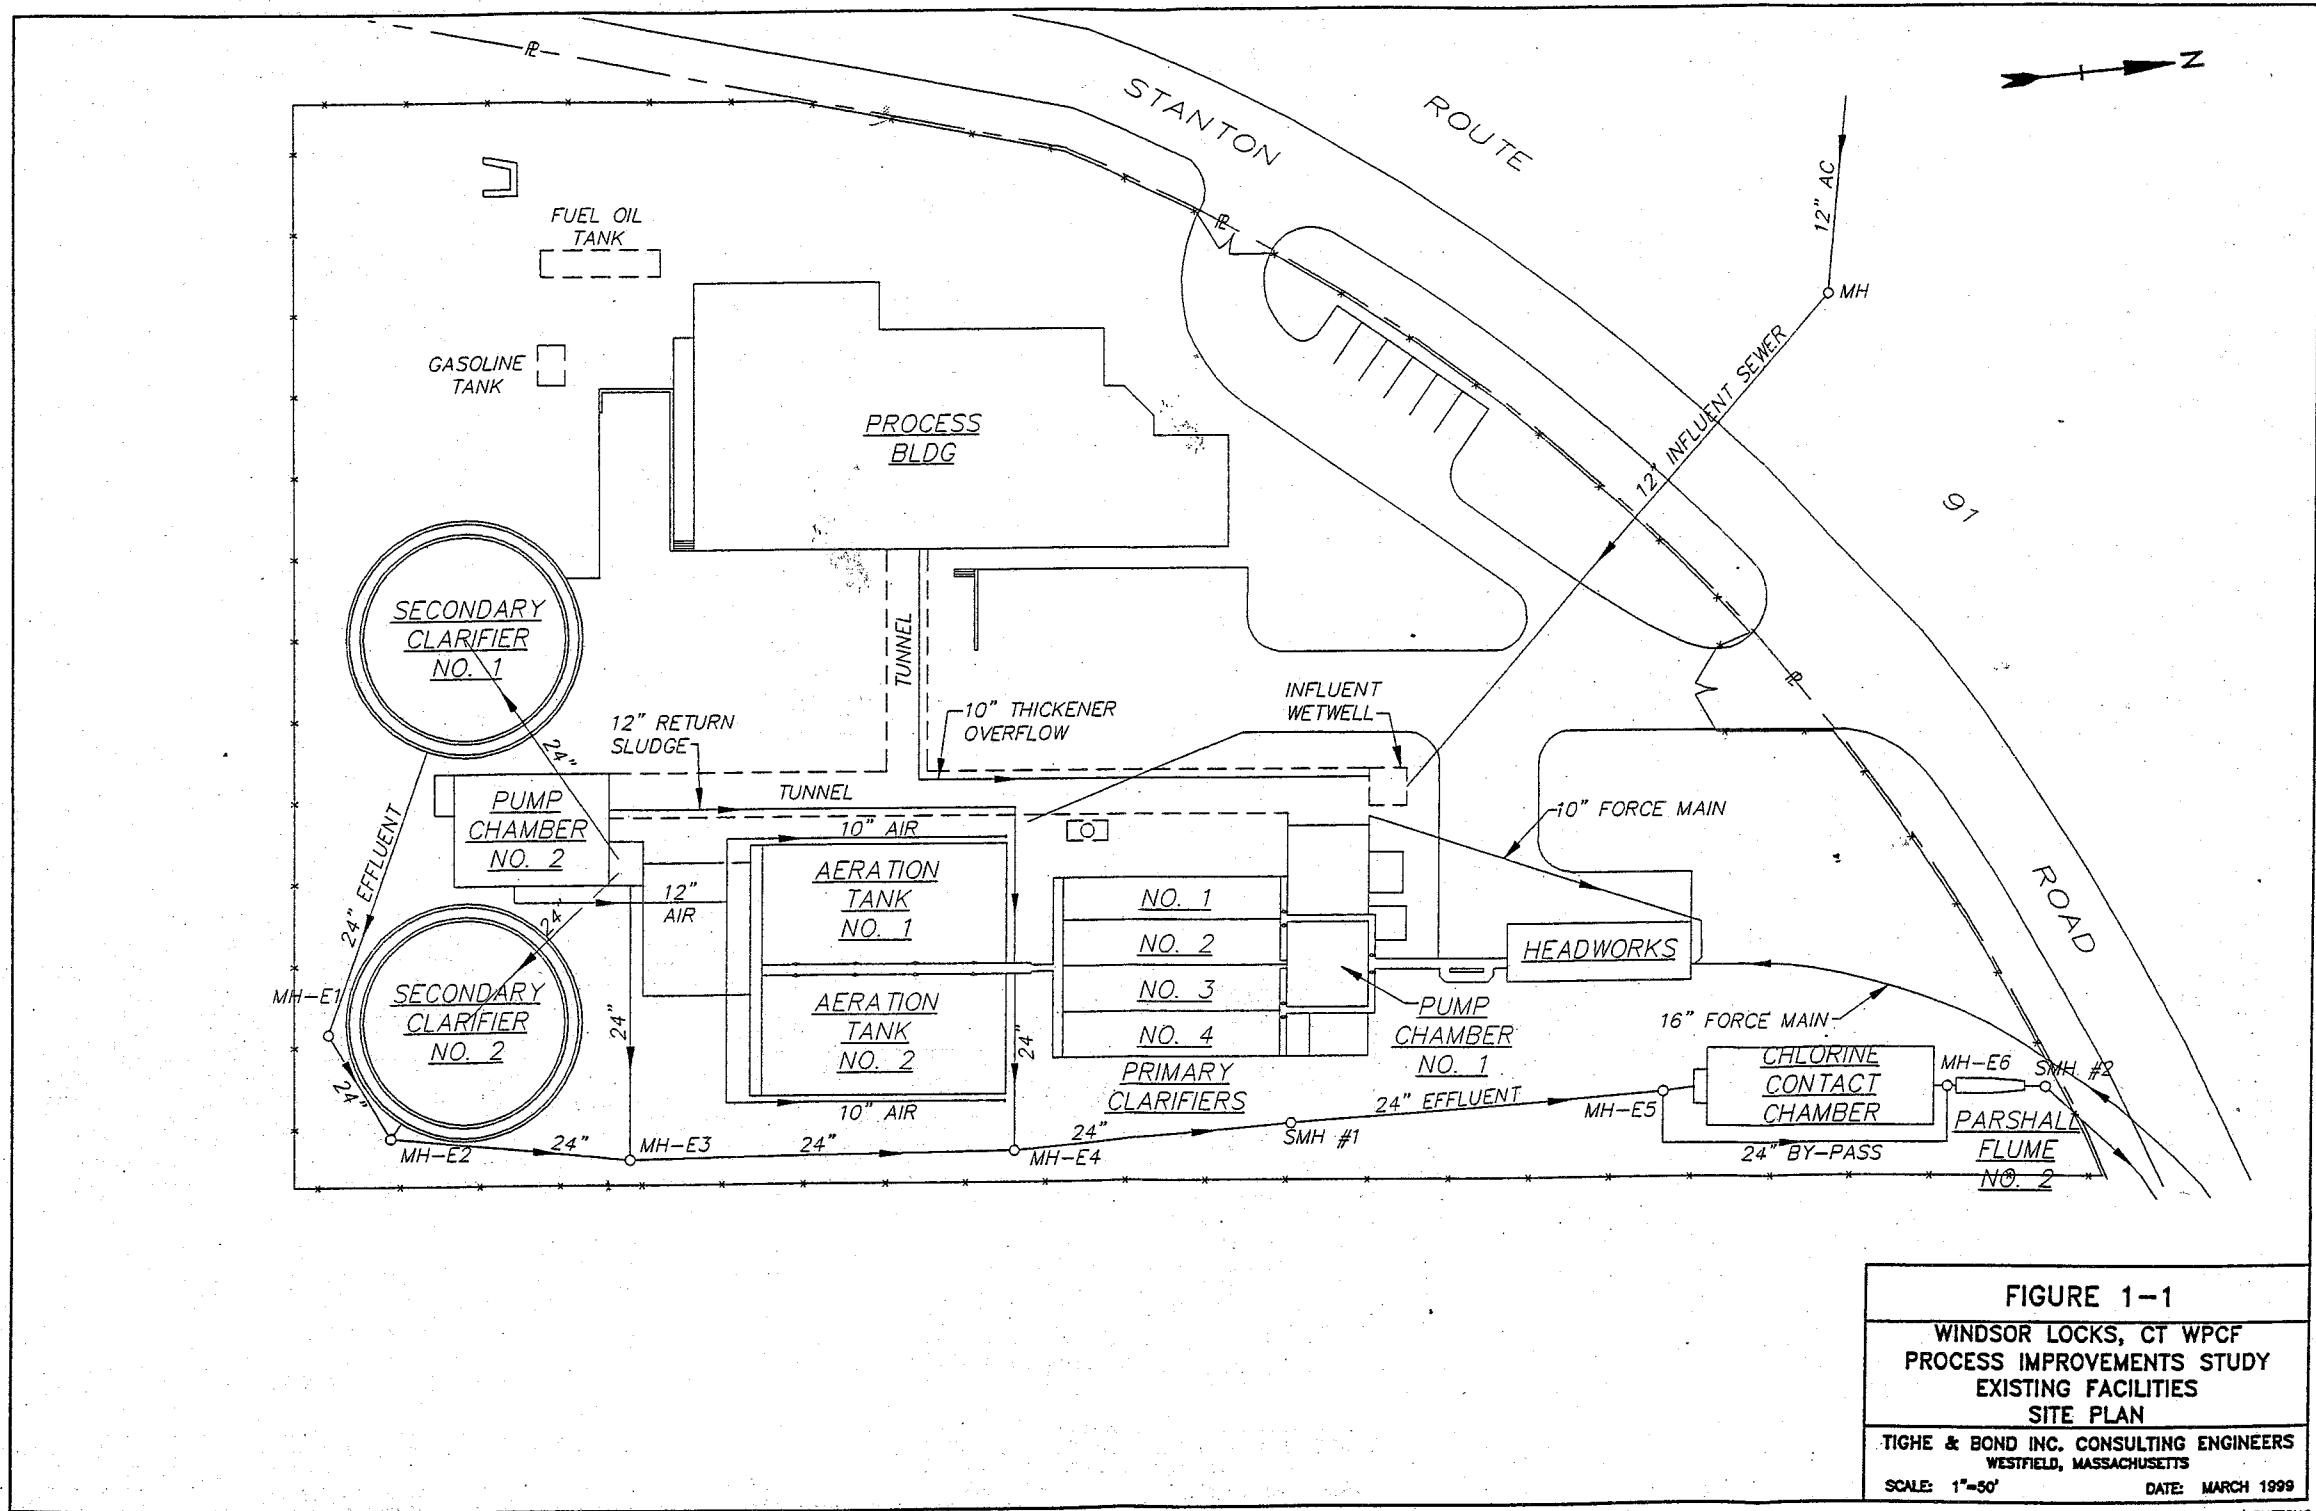 N
STANTON
ROUTE
91
ROAD
PL
PL
PL
12" AC
MH
12" INFLUENT SEWER
FUEL OIL
TANK
GASOLINE
TANK
PROCESS
BLDG
SECONDARY
CLARIFIER
NO. 1
TUNNEL
10" THICKENER
OVERFLOW
INFLUENT
WETWELL
12" RETURN
SLUDGE
24"
TUNNEL
PUMP
CHAMBER
NO. 2
24" EFFLUENT
10" AIR
10" FORCE MAIN
AERATION
TANK
NO. 1
12"
AIR
24"
NO. 1
NO. 2
NO. 3
NO. 4
HEADWORKS
MH-E1
SECONDARY
CLARIFIER
NO. 2
24"
AERATION
TANK
NO. 2
24"
PUMP
CHAMBER
NO. 1
16" FORCE MAIN
PRIMARY
CLARIFIERS
CHLORINE
CONTACT
CHAMBER
MH-E6
SMH #2
24"
10" AIR
24" EFFLUENT
MH-E5
PARSHALL
FLUME
NO. 2
MH-E2
24"
MH-E3
24"
MH-E4
24"
SMH #1
24" BY-PASS
FIGURE 1-1
WINDSOR LOCKS, CT WPCF
PROCESS IMPROVEMENTS STUDY
EXISTING FACILITIES
SITE PLAN
TIGHE & BOND INC. CONSULTING ENGINEERS
WESTFIELD, MASSACHUSETTS
SCALE: 1"=50'
DATE: MARCH 1999